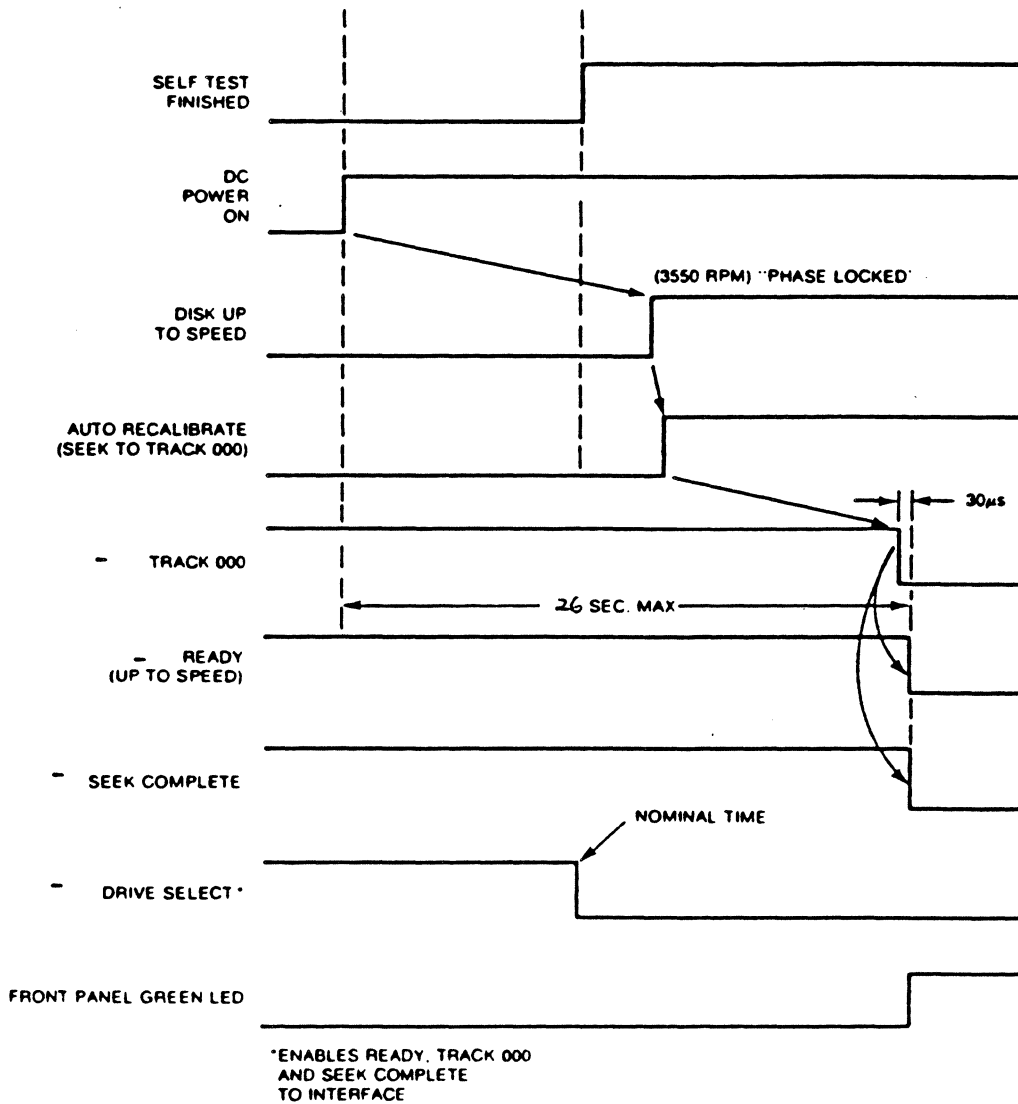 SELF TEST
FINISHED
DC
POWER
ON
(3550 RPM) "PHASE LOCKED'
DISK UP
TO SPEED
AUTO RECALIBRATE
(SEEK TO TRACK 000)
30μs
- TRACK 000
26 SEC. MAX
- READY
(UP TO SPEED)
- SEEK COMPLETE
NOMINAL TIME
- DRIVE SELECT *
FRONT PANEL GREEN LED
*ENABLES READY, TRACK 000
AND SEEK COMPLETE
TO INTERFACE